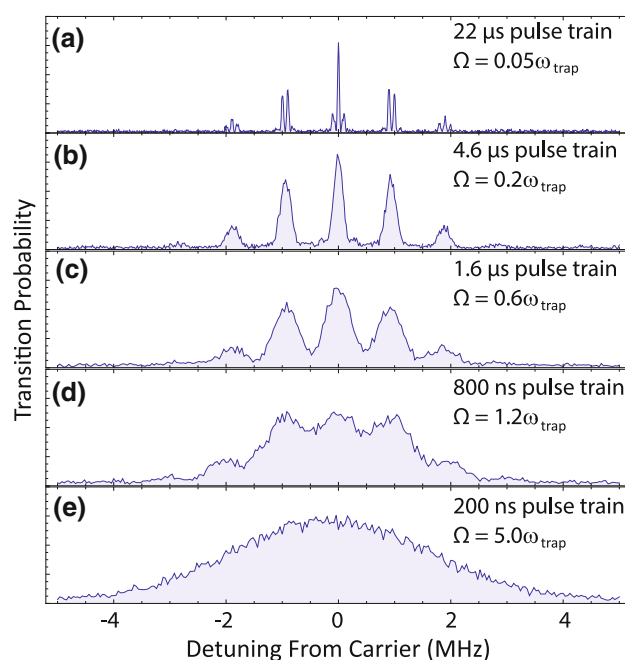 (a)
22 µs pulse train
Ω = 0.05ω_trap
(b)
4.6 µs pulse train
Ω = 0.2ω_trap
(c)
1.6 µs pulse train
Ω = 0.6ω_trap
(d)
800 ns pulse train
Ω = 1.2ω_trap
(e)
200 ns pulse train
Ω = 5.0ω_trap
Transition Probability
-4 -2 0 2 4
Detuning From Carrier (MHz)